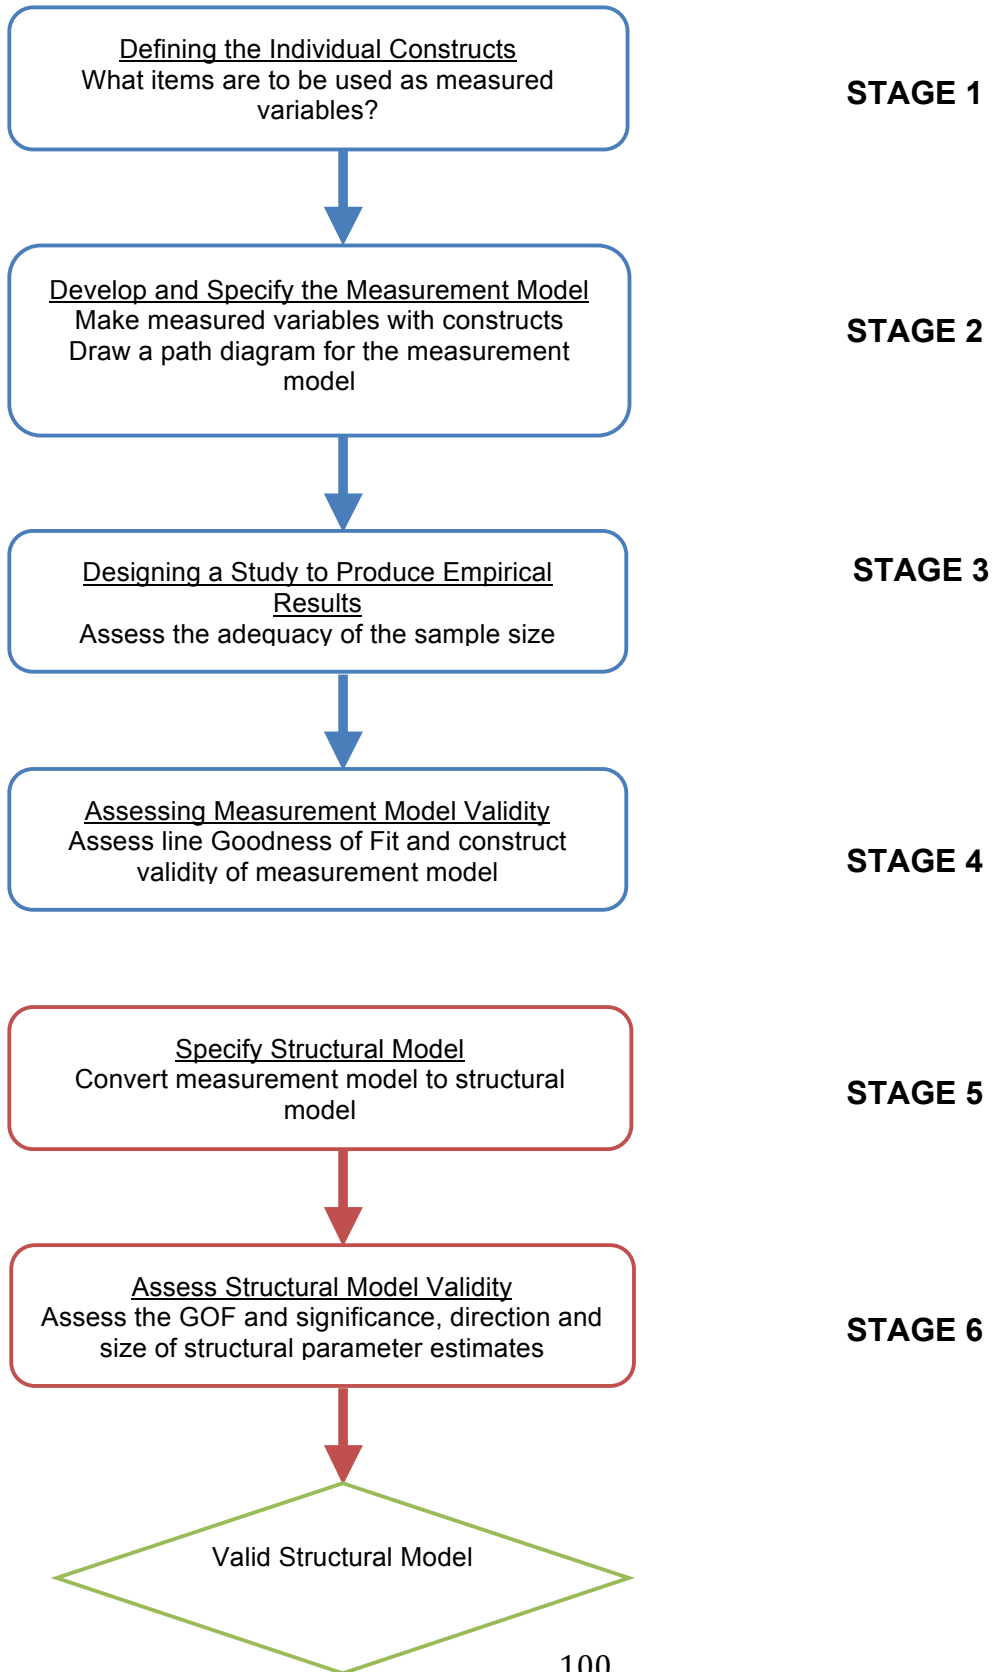 Defining the Individual Constructs
What items are to be used as measured
variables?
STAGE 1
Develop and Specify the Measurement Model
Make measured variables with constructs
Draw a path diagram for the measurement
model
STAGE 2
Designing a Study to Produce Empirical
Results
Assess the adequacy of the sample size
STAGE 3
Assessing Measurement Model Validity
Assess line Goodness of Fit and construct
validity of measurement model
STAGE 4
Specify Structural Model
Convert measurement model to structural
model
STAGE 5
Assess Structural Model Validity
Assess the GOF and significance, direction and
size of structural parameter estimates
STAGE 6
Valid Structural Model
100